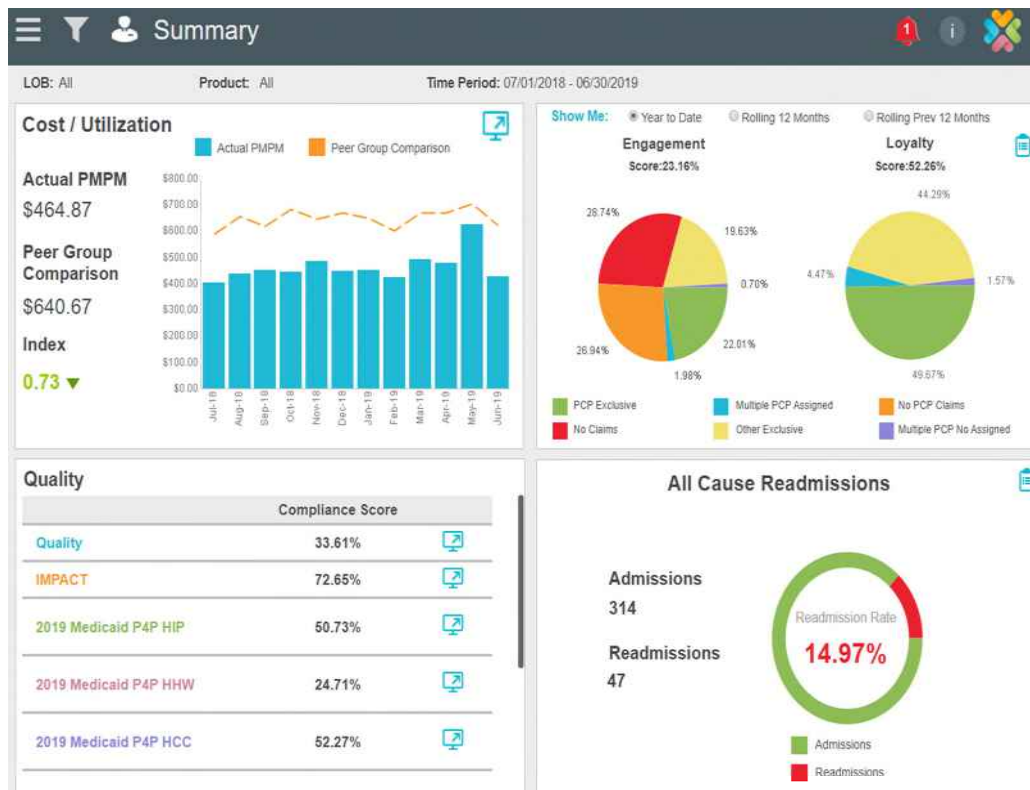 Summary
1
i
LOB: All Product: All Time Period: 07/01/2018 - 06/30/2019
Cost / Utilization
Actual PMPM Peer Group Comparison
Actual PMPM
$464.87
Peer Group
Comparison
$640.67
Index
0.73
$800.00
$700.00
$600.00
$500.00
$400.00
$300.00
$200.00
$100.00
$0.00
Jul-18
Aug-18
Sep-18
Oct-18
Nov-18
Dec-18
Jan-19
Feb-19
Mar-19
Apr-19
May-19
Jun-19
Show Me: Year to Date Rolling 12 Months Rolling Prev 12 Months
Engagement
Score:23.16%
28.74%
19.63%
0.70%
22.01%
1.98%
26.94%
Loyalty
Score:52.26%
44.29%
4.47%
1.57%
49.67%
PCP Exclusive Multiple PCP Assigned No PCP Claims
No Claims Other Exclusive Multiple PCP No Assigned
Quality
Compliance Score
Quality 33.61%
IMPACT 72.65%
2019 Medicaid P4P HIP 50.73%
2019 Medicaid P4P HHW 24.71%
2019 Medicaid P4P HCC 52.27%
All Cause Readmissions
Admissions
314
Readmissions
47
Readmission Rate
14.97%
Admissions
Readmissions